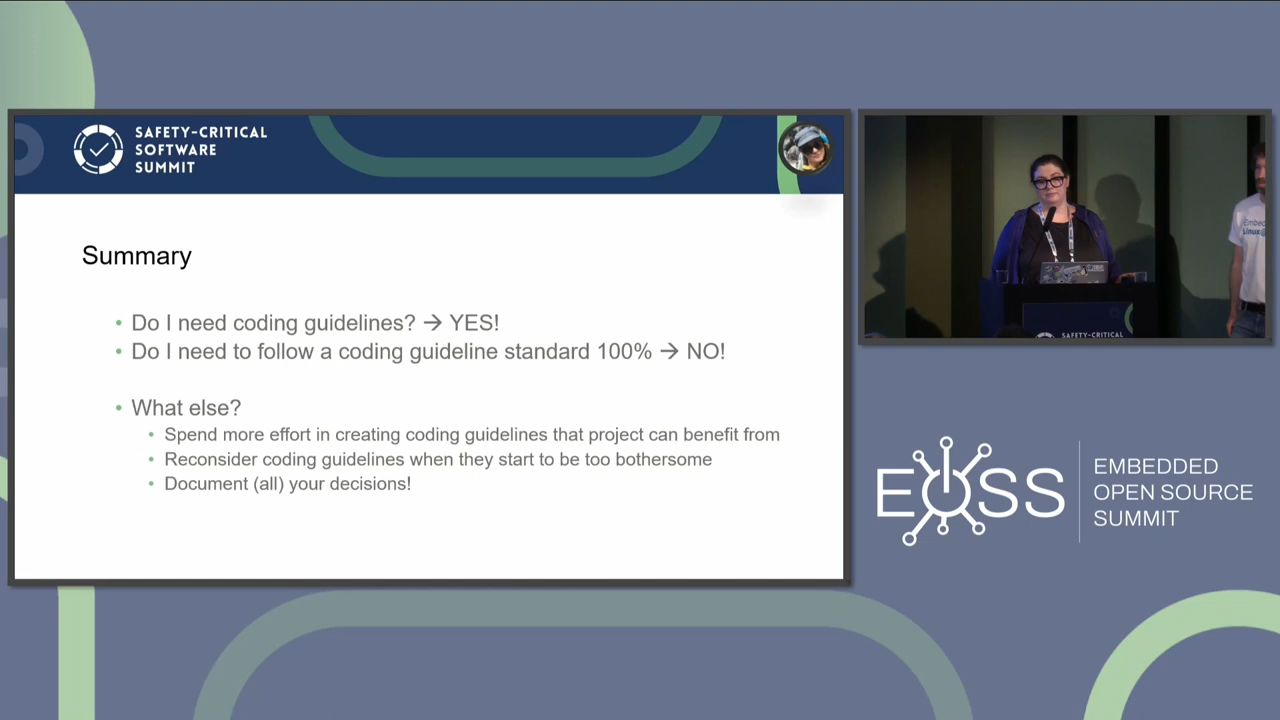 SAFETY-CRITICAL
SOFTWARE
SUMMIT
Summary
• Do I need coding guidelines? → YES!
• Do I need to follow a coding guideline standard 100% → NO!
• What else?
• Spend more effort in creating coding guidelines that project can benefit from
• Reconsider coding guidelines when they start to be too bothersome
• Document (all) your decisions!
SAFETY-CRITICAL
EOSS
EMBEDDED
OPEN SOURCE
SUMMIT